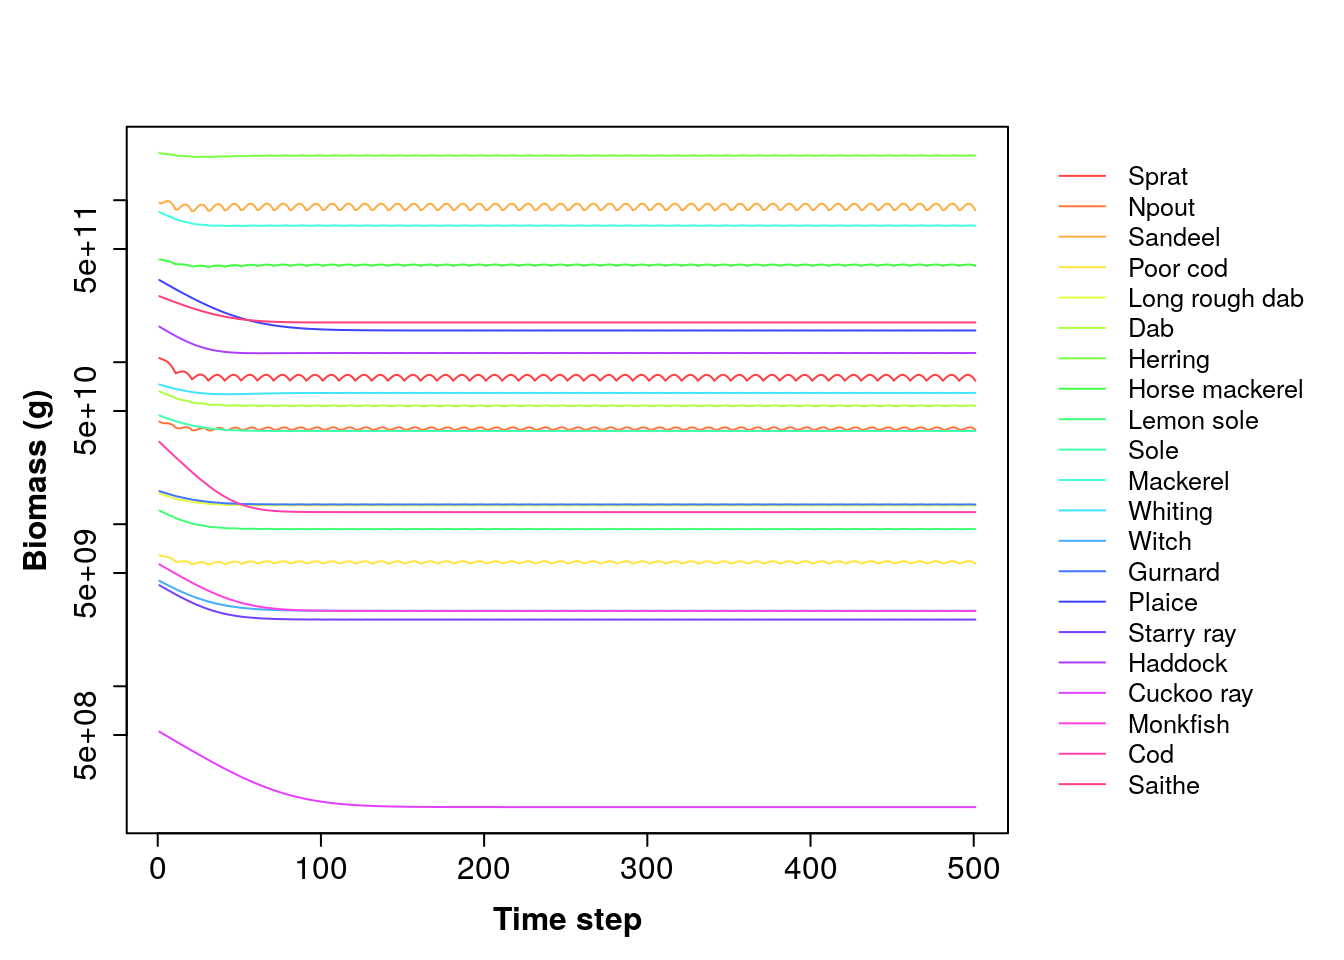 Biomass (g)
5e+11
5e+10
5e+09
5e+08
0 100 200 300 400 500
Time step
Sprat
Npout
Sandeel
Poor cod
Long rough dab
Dab
Herring
Horse mackerel
Lemon sole
Sole
Mackerel
Whiting
Witch
Gurnard
Plaice
Starry ray
Haddock
Cuckoo ray
Monkfish
Cod
Saithe